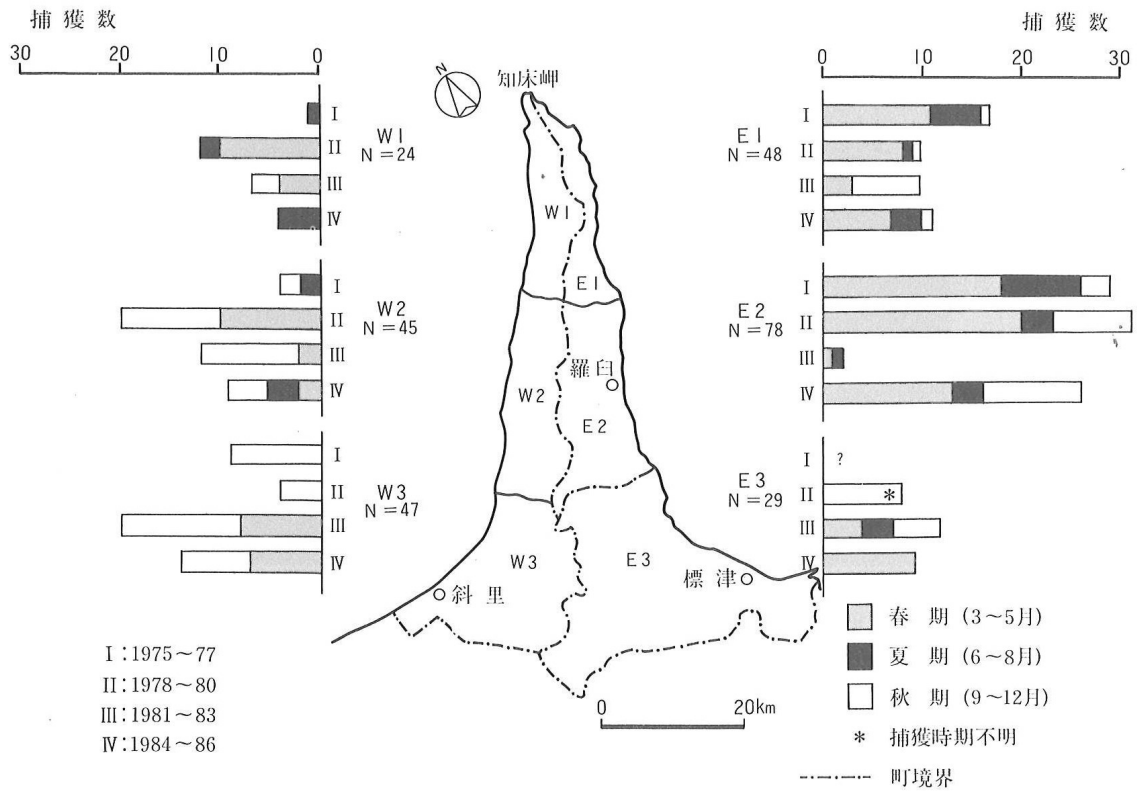 捕獲数
30 20 10 0
捕獲数
0 10 20 30
N
知床岬
I
II
III
IV
W1
N=24
I
II
III
IV
W2
N=45
I
II
III
IV
W3
N=47
W1
E1
羅臼
W2
E2
W3
E3
斜里
標津
E1
N=48
I
II
III
IV
E2
N=78
I
II
III
IV
E3
N=29
I ?
II *
III
IV
I:1975~77
II:1978~80
III:1981~83
IV:1984~86
0 20km
春期(3~5月)
夏期(6~8月)
秋期(9~12月)
* 捕獲時期不明
町境界